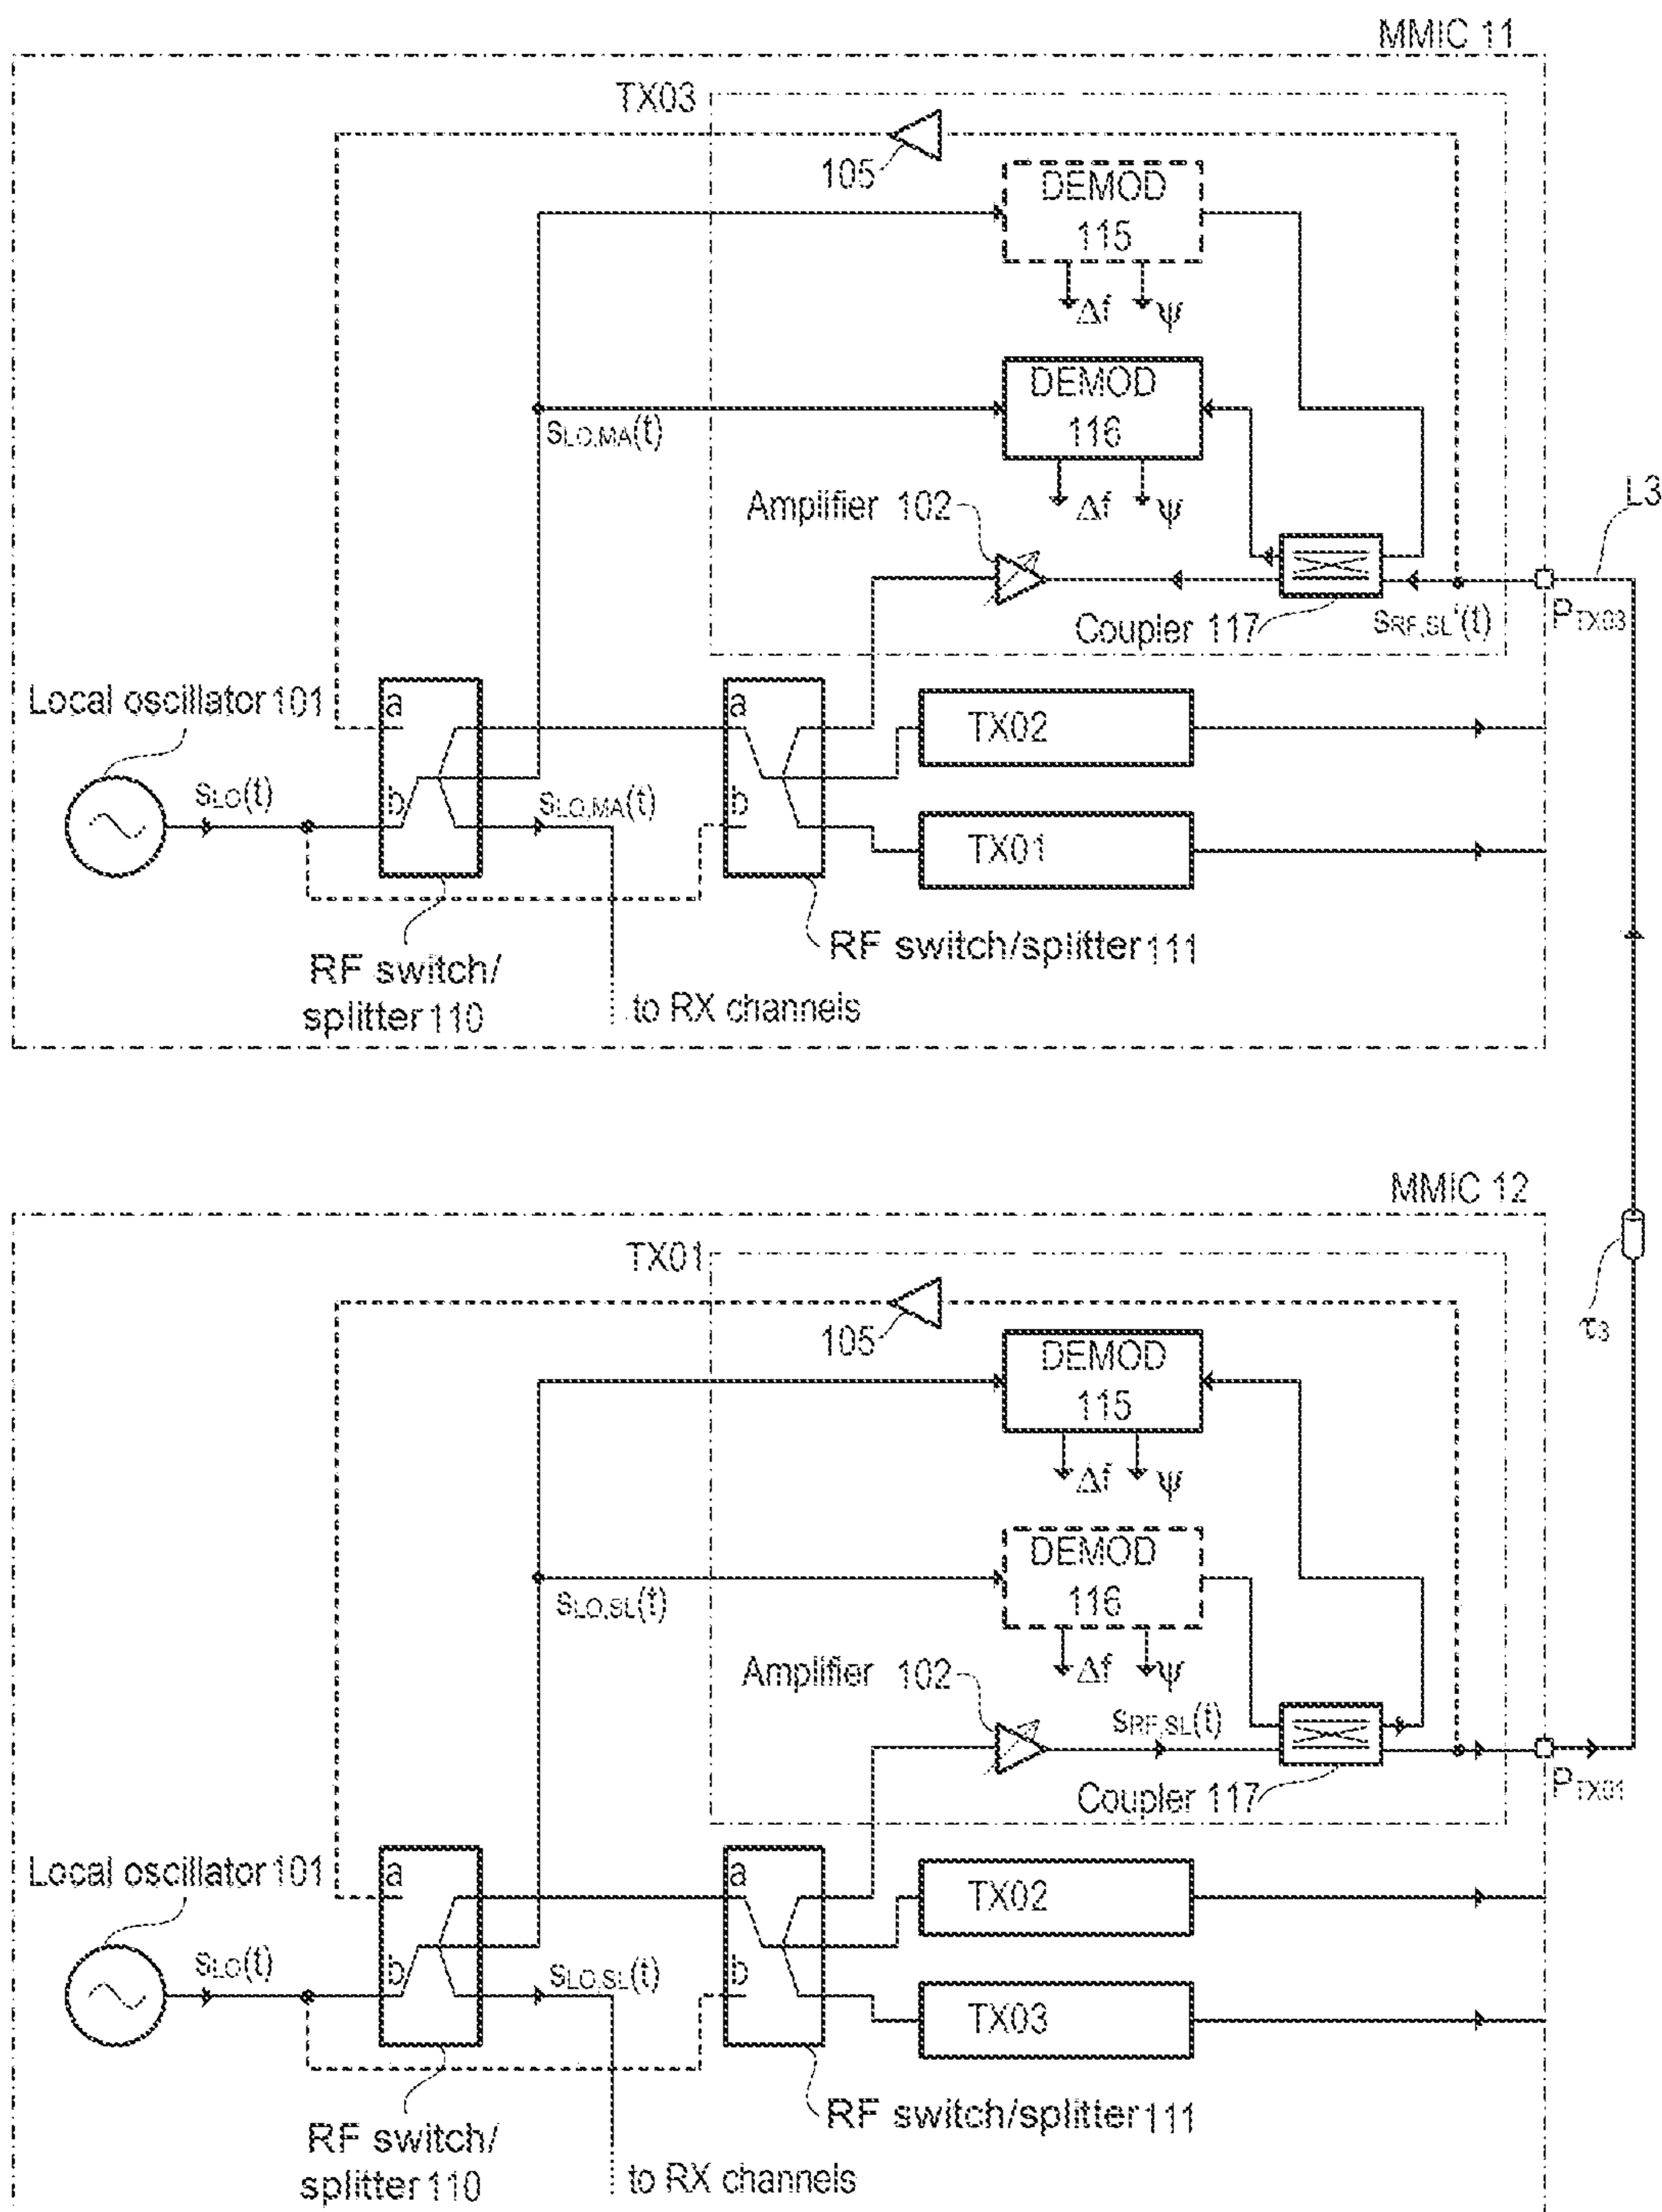 MMIC 11
TX03
105
DEMOD
115
Δf ψ
DEMOD
116
sLO,MA(t)
Δf ψ
Amplifier 102
L3
Coupler 117
sRF,SL'(t)
PTX03
Local oscillator 101
a
a
TX02
sLO(t)
b
sLO,MA(t)
b
TX01
RF switch/
splitter 110
RF switch/splitter 111
to RX channels
MMIC 12
TX01
105
τ3
DEMOD
115
Δf ψ
DEMOD
116
sLO,SL(t)
Δf ψ
Amplifier 102
sRF,SL(t)
Coupler 117
PTX01
Local oscillator 101
a
a
TX02
sLO(t)
b
sLO,SL(t)
b
TX03
RF switch/
splitter 110
RF switch/splitter 111
to RX channels